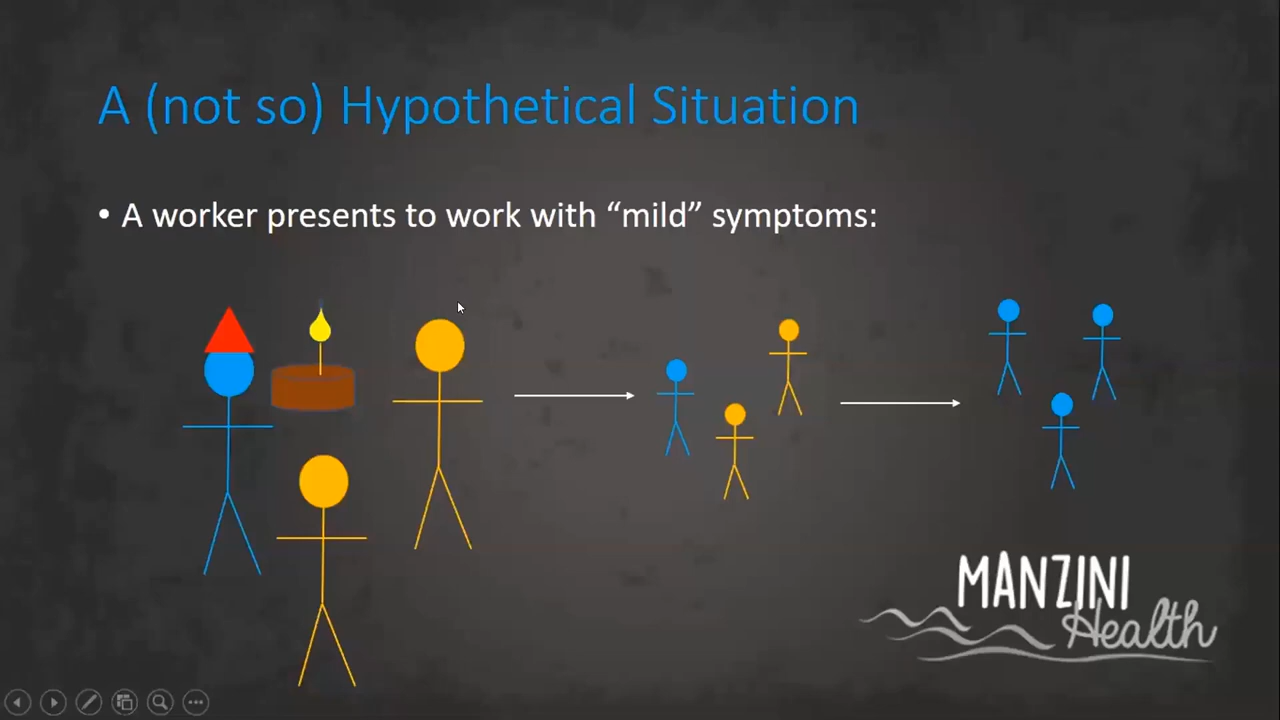 A (not so) Hypothetical Situation
• A worker presents to work with “mild” symptoms:
MANZINI
Health